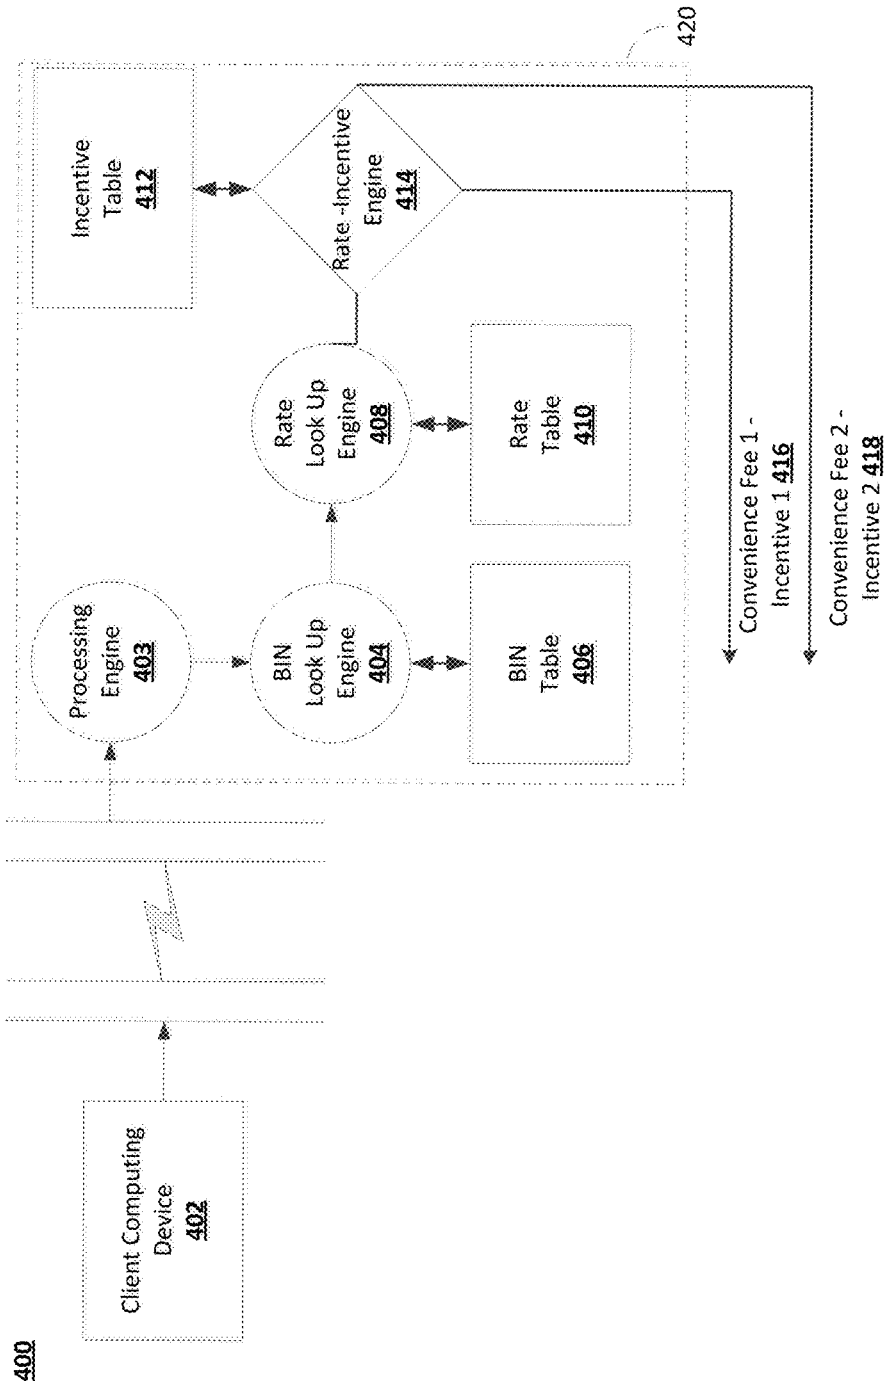 400
Client Computing
Device
402
Processing
Engine
403
BIN
Look Up
Engine
404
BIN
Table
406
Rate
Look Up
Engine
408
Rate
Table
410
Incentive
Table
412
Rate -Incentive
Engine
414
Convenience Fee 1 -
Incentive 1 416
Convenience Fee 2 -
Incentive 2 418
420